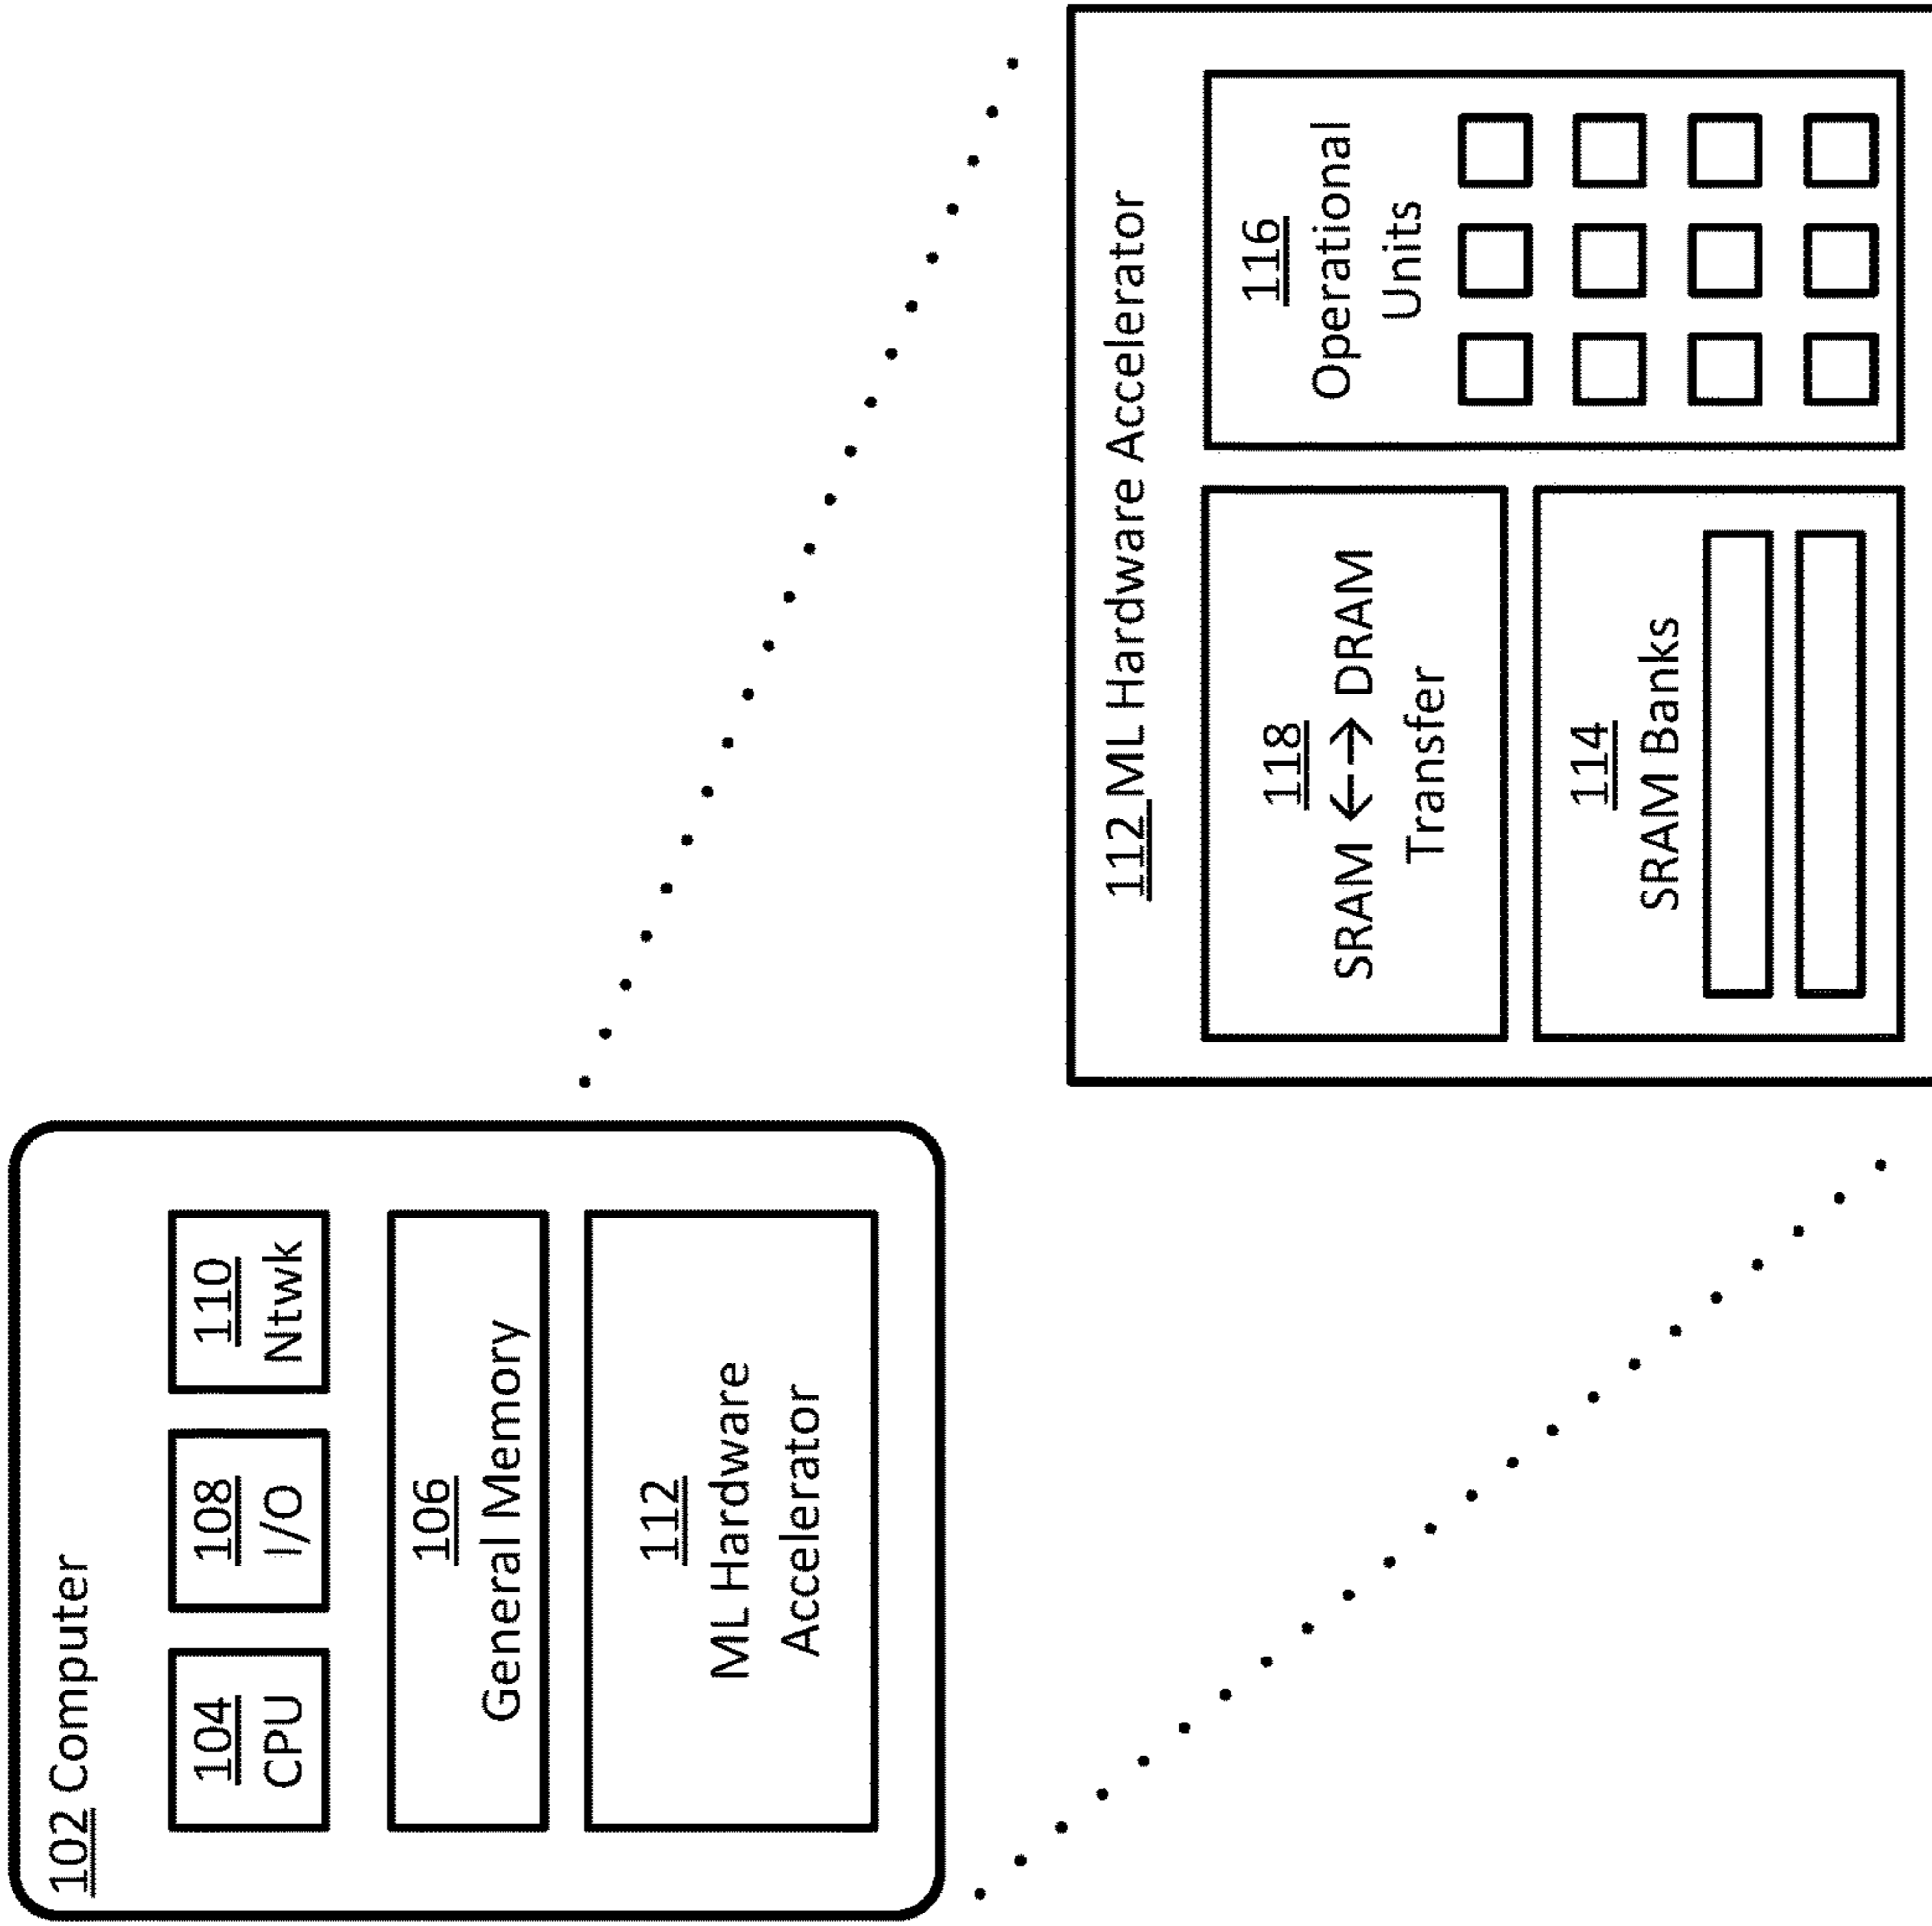 102 Computer
104
CPU
108
I/O
110
Ntwk
106
General Memory
112
ML Hardware
Accelerator
112 ML Hardware Accelerator
118
SRAM ←→ DRAM
Transfer
114
SRAM Banks
116
Operational
Units